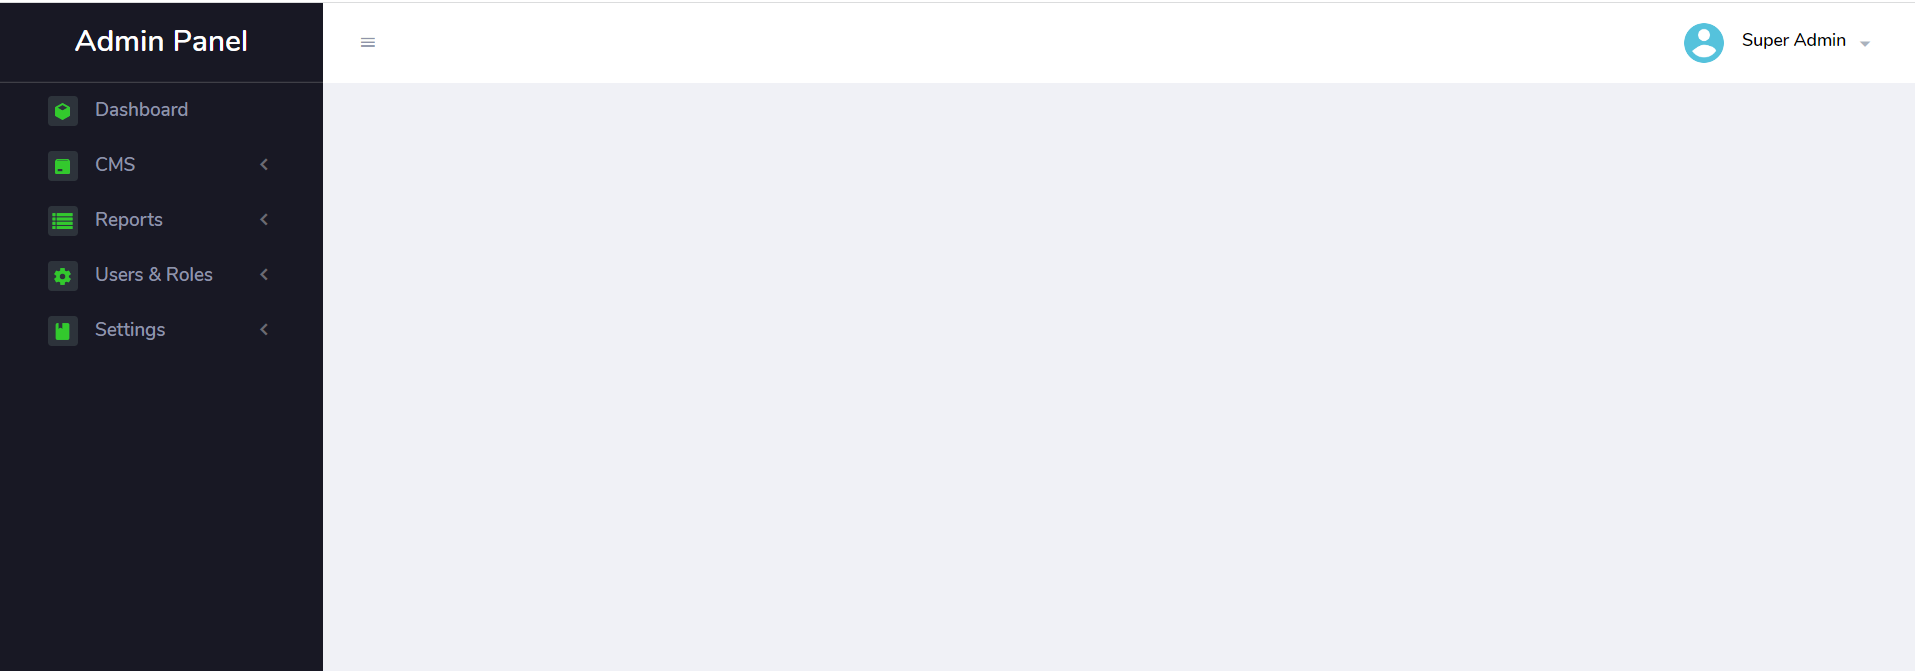 Admin Panel
Super Admin
Dashboard
CMS
Reports
Users & Roles
Settings